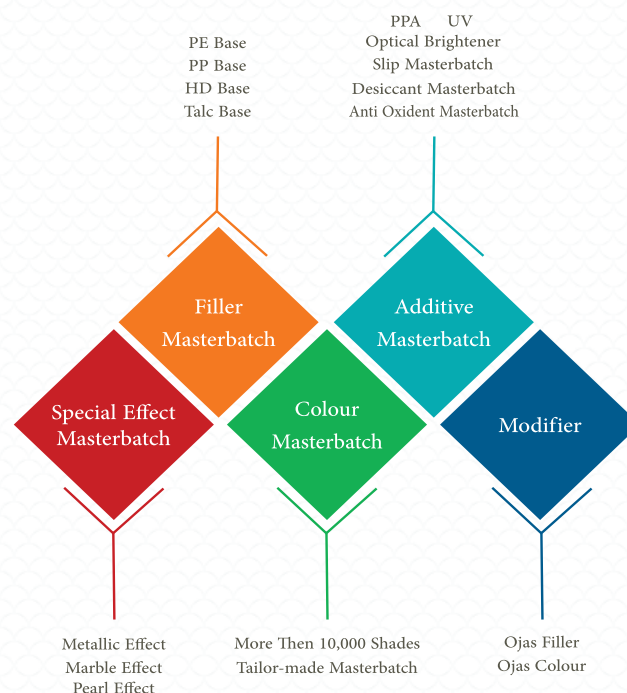 PE Base
PP Base
HD Base
Talc Base
PPA UV
Optical Brightener
Slip Masterbatch
Desiccant Masterbatch
Anti Oxident Masterbatch
Filler
Masterbatch
Additive
Masterbatch
Special Effect
Masterbatch
Colour
Masterbatch
Modifier
Metallic Effect
Marble Effect
Pearl Effect
More Then 10,000 Shades
Tailor-made Masterbatch
Ojas Filler
Ojas Colour